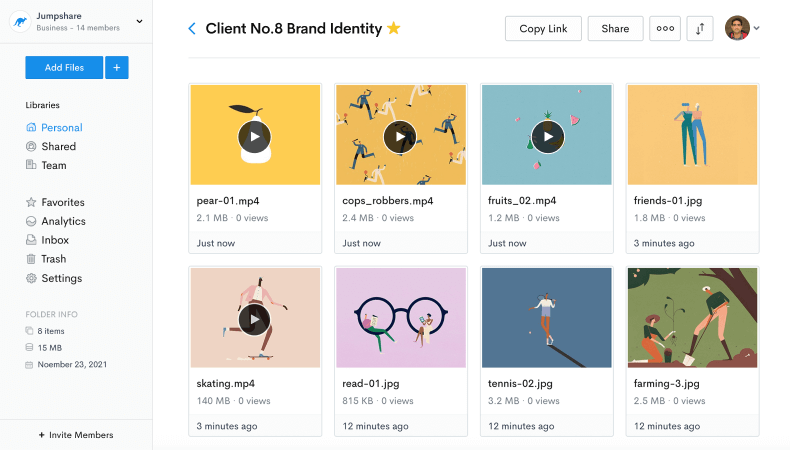 Jumpshare
Business - 14 members
Add Files
+
Libraries
Personal
Shared
Team
Favorites
Analytics
Inbox
Trash
Settings
FOLDER INFO
8 items
15 MB
Noember 23, 2021
+ Invite Members
Client No.8 Brand Identity
Copy Link
Share
pear-01.mp4
2.1 MB · 0 views
Just now
cops_robbers.mp4
2.4 MB · 0 views
Just now
fruits_02.mp4
1.2 MB · 0 views
Just now
friends-01.jpg
1.8 MB · 0 views
3 minutes ago
skating.mp4
140 MB · 0 views
3 minutes ago
read-01.jpg
815 KB · 0 views
12 minutes ago
tennis-02.jpg
3.2 MB · 0 views
12 minutes ago
farming-3.jpg
2.5 MB · 0 views
12 minutes ago